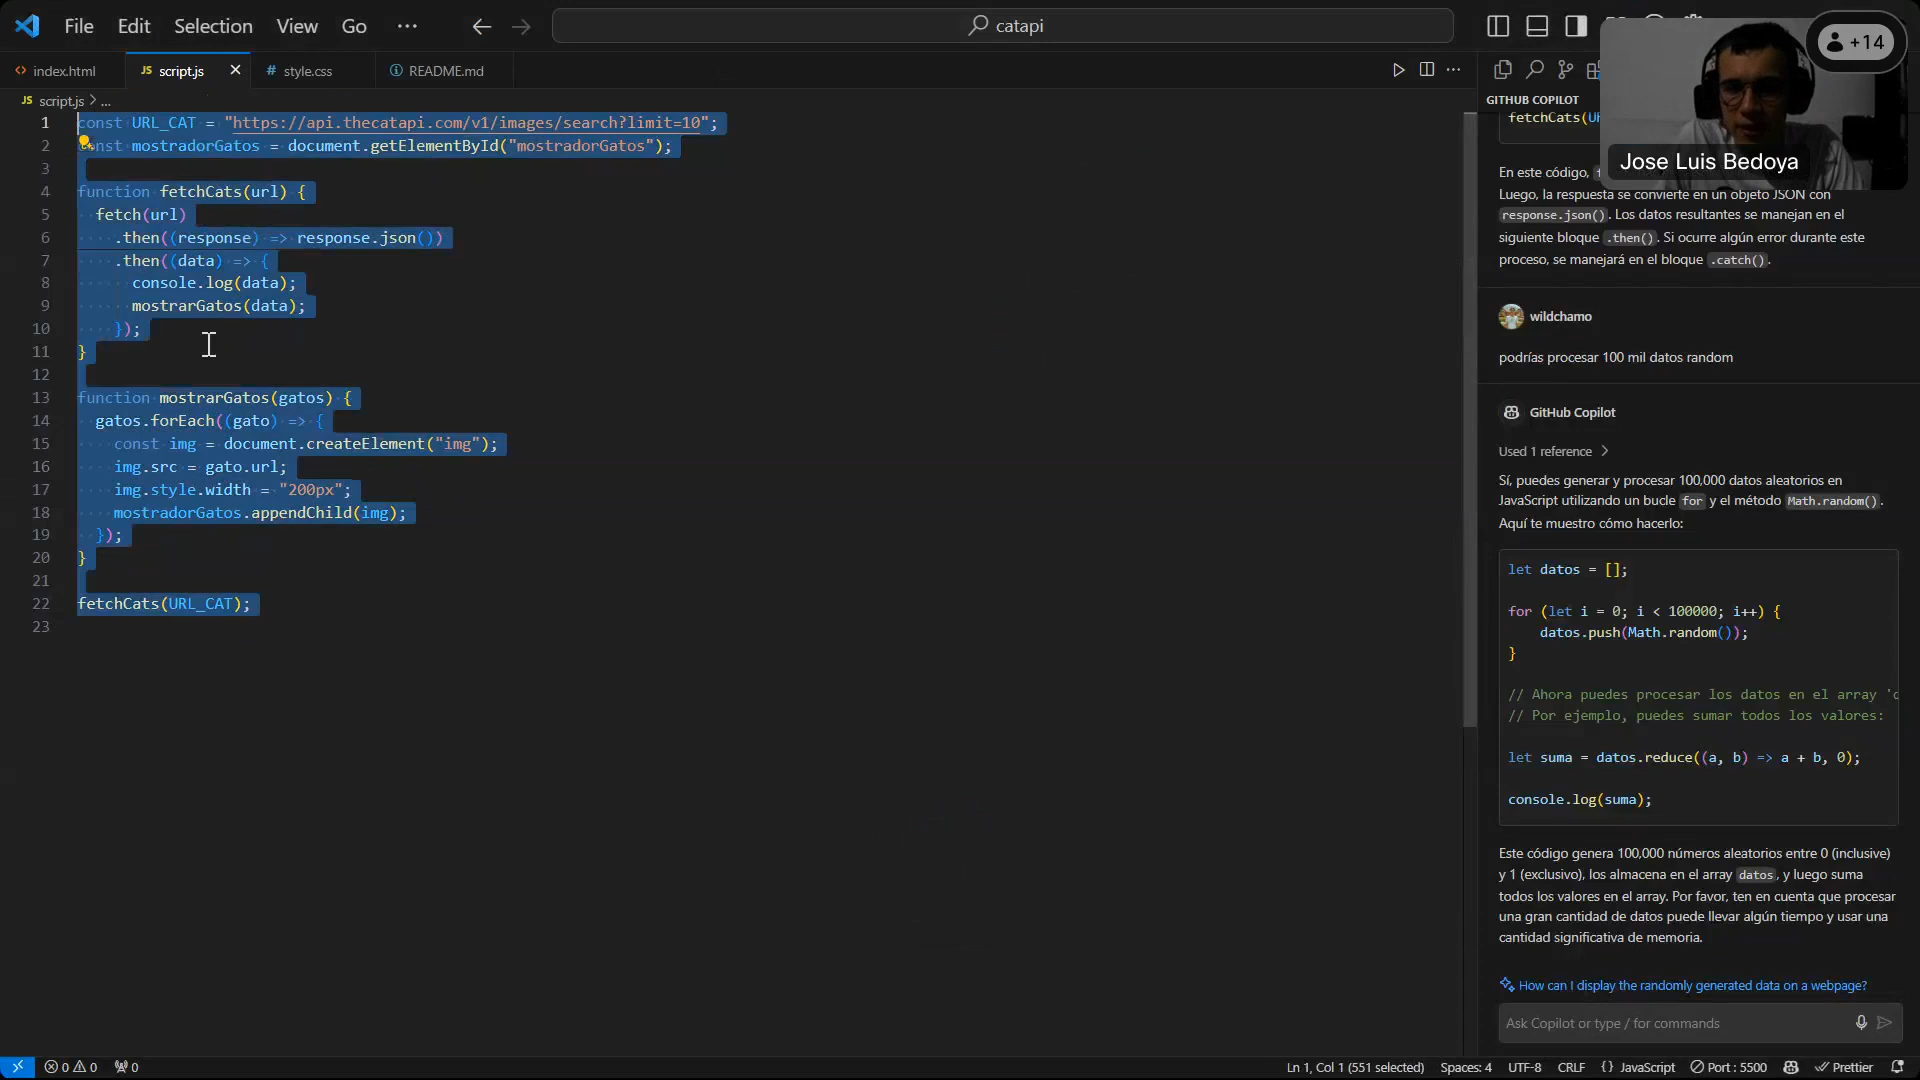 File Edit Selection View Go ··· catapi
+14
index.html
JS script.js
# style.css
README.md
JS script.js > ...
GITHUB COPILOT
Jose Luis Bedoya
1 const URL_CAT = "https://api.thecatapi.com/v1/images/search?limit=10";
2 const mostradorGatos = document.getElementById("mostradorGatos");
3
4 function fetchCats(url) {
5 fetch(url)
6 .then((response) => response.json())
7 .then((data) => {
8 console.log(data);
9 mostrarGatos(data);
10 });
11 }
12
13 function mostrarGatos(gatos) {
14 gatos.forEach((gato) => {
15 const img = document.createElement("img");
16 img.src = gato.url;
17 img.style.width = "200px";
18 mostradorGatos.appendChild(img);
19 });
20 }
21
22 fetchCats(URL_CAT);
23
En este código,
Luego, la respuesta se convierte en un objeto JSON con
response.json(). Los datos resultantes se manejan en el
siguiente bloque .then(). Si ocurre algún error durante este
proceso, se manejará en el bloque .catch().
wildchamo
podrías procesar 100 mil datos random
GitHub Copilot
Used 1 reference >
Sí, puedes generar y procesar 100,000 datos aleatorios en
JavaScript utilizando un bucle for y el método Math.random().
Aquí te muestro cómo hacerlo:
let datos = [];
for (let i = 0; i < 100000; i++) {
datos.push(Math.random());
}
// Ahora puedes procesar los datos en el array
// Por ejemplo, puedes sumar todos los valores:
let suma = datos.reduce((a, b) => a + b, 0);
console.log(suma);
Este código genera 100,000 números aleatorios entre 0 (inclusive)
y 1 (exclusivo), los almacena en el array datos, y luego suma
todos los valores en el array. Por favor, ten en cuenta que procesar
una gran cantidad de datos puede llevar algún tiempo y usar una
cantidad significativa de memoria.
How can I display the randomly generated data on a webpage?
Ask Copilot or type / for commands
0 0 0 Ln 1, Col 1 (551 selected) Spaces: 4 UTF-8 CRLF {} JavaScript Port : 5500 Prettier